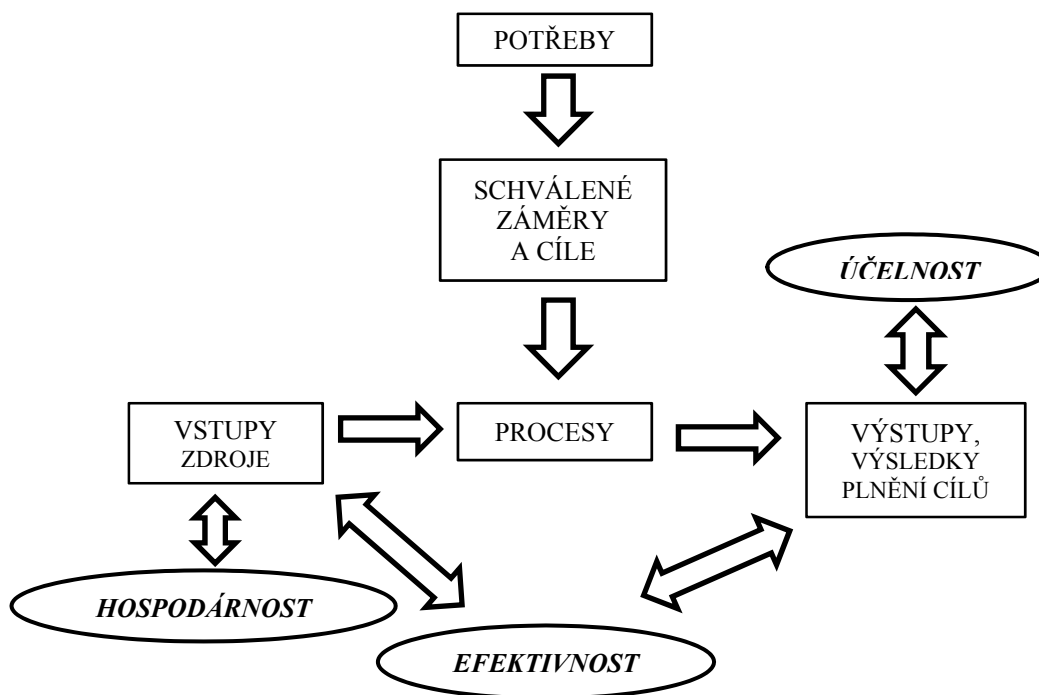 POTŘEBY
SCHVÁLENÉ
ZÁMĚRY
A CÍLE
ÚČELNOST
VSTUPY
ZDROJE
PROCESY
VÝSTUPY,
VÝSLEDKY
PLNĚNÍ CÍLŮ
HOSPODÁRNOST
EFEKTIVNOST